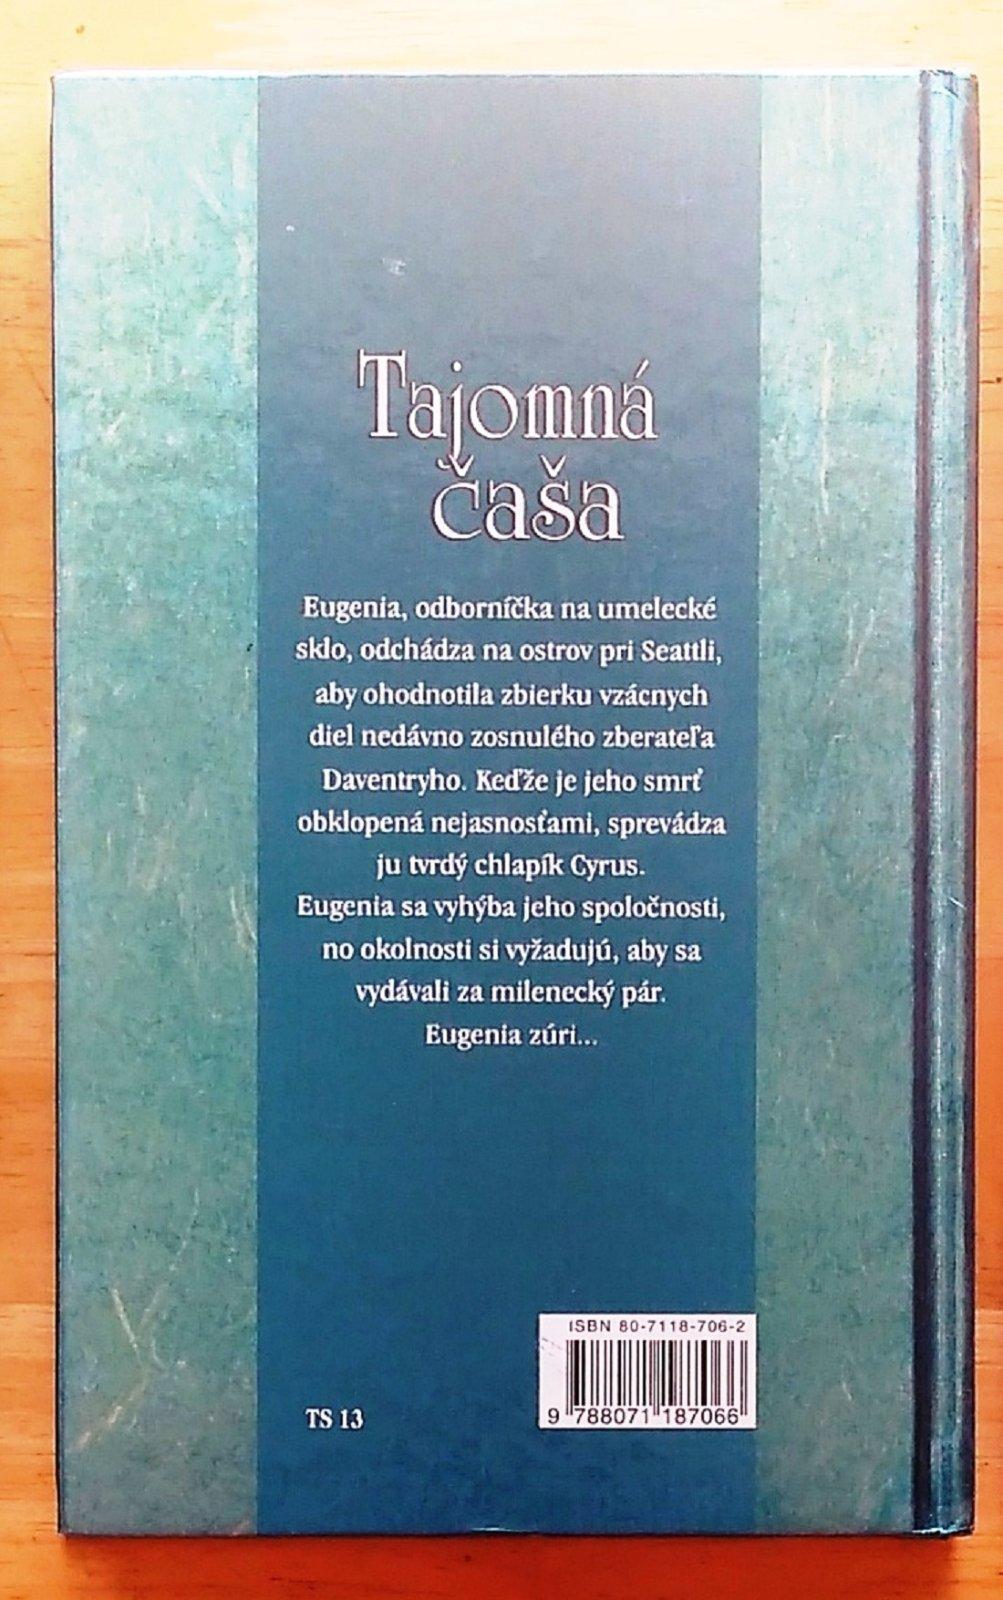 Tajomná
čaša
Eugenia, odborníčka na umelecké
sklo, odchádza na ostrov pri Seattli,
aby ohodnotila zbierku vzácnych
diel nedávno zosnulého zberateľa
Daventryho. Keďže je jeho smrť
obklopená nejasnosťami, sprevádza
ju tvrdý chlapík Cyrus.
Eugenia sa vyhýba jeho spoločnosti,
no okolnosti si vyžadujú, aby sa
vydávali za milenecký pár.
Eugenia zúri...
ISBN 80-7118-706-2
9 788071 187066
TS 13